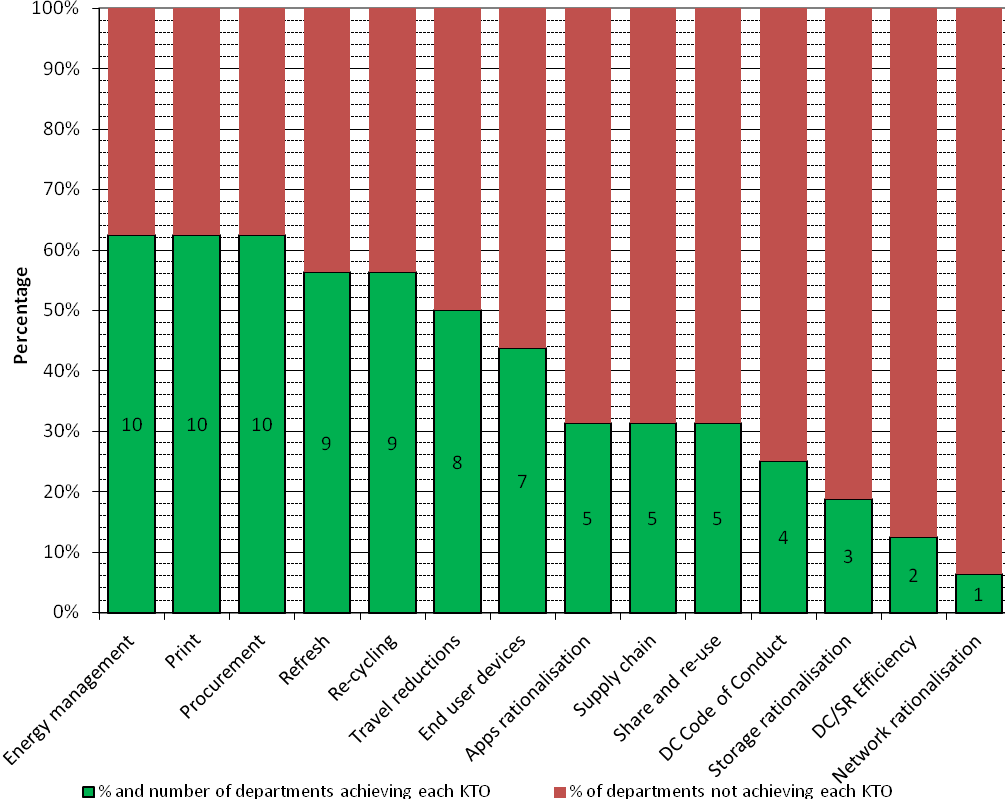 100%
90%
80%
70%
60%
50%
40%
30%
20%
10%
0%
Percentage
10
10
10
9
9
8
7
5
5
5
4
3
2
1
Energy management
Print
Procurement
Refresh
Re-cycling
Travel reductions
End user devices
Apps rationalisation
Supply chain
Share and re-use
DC Code of Conduct
Storage rationalisation
DC/SR Efficiency
Network rationalisation
% and number of departments achieving each KTO
% of departments not achieving each KTO